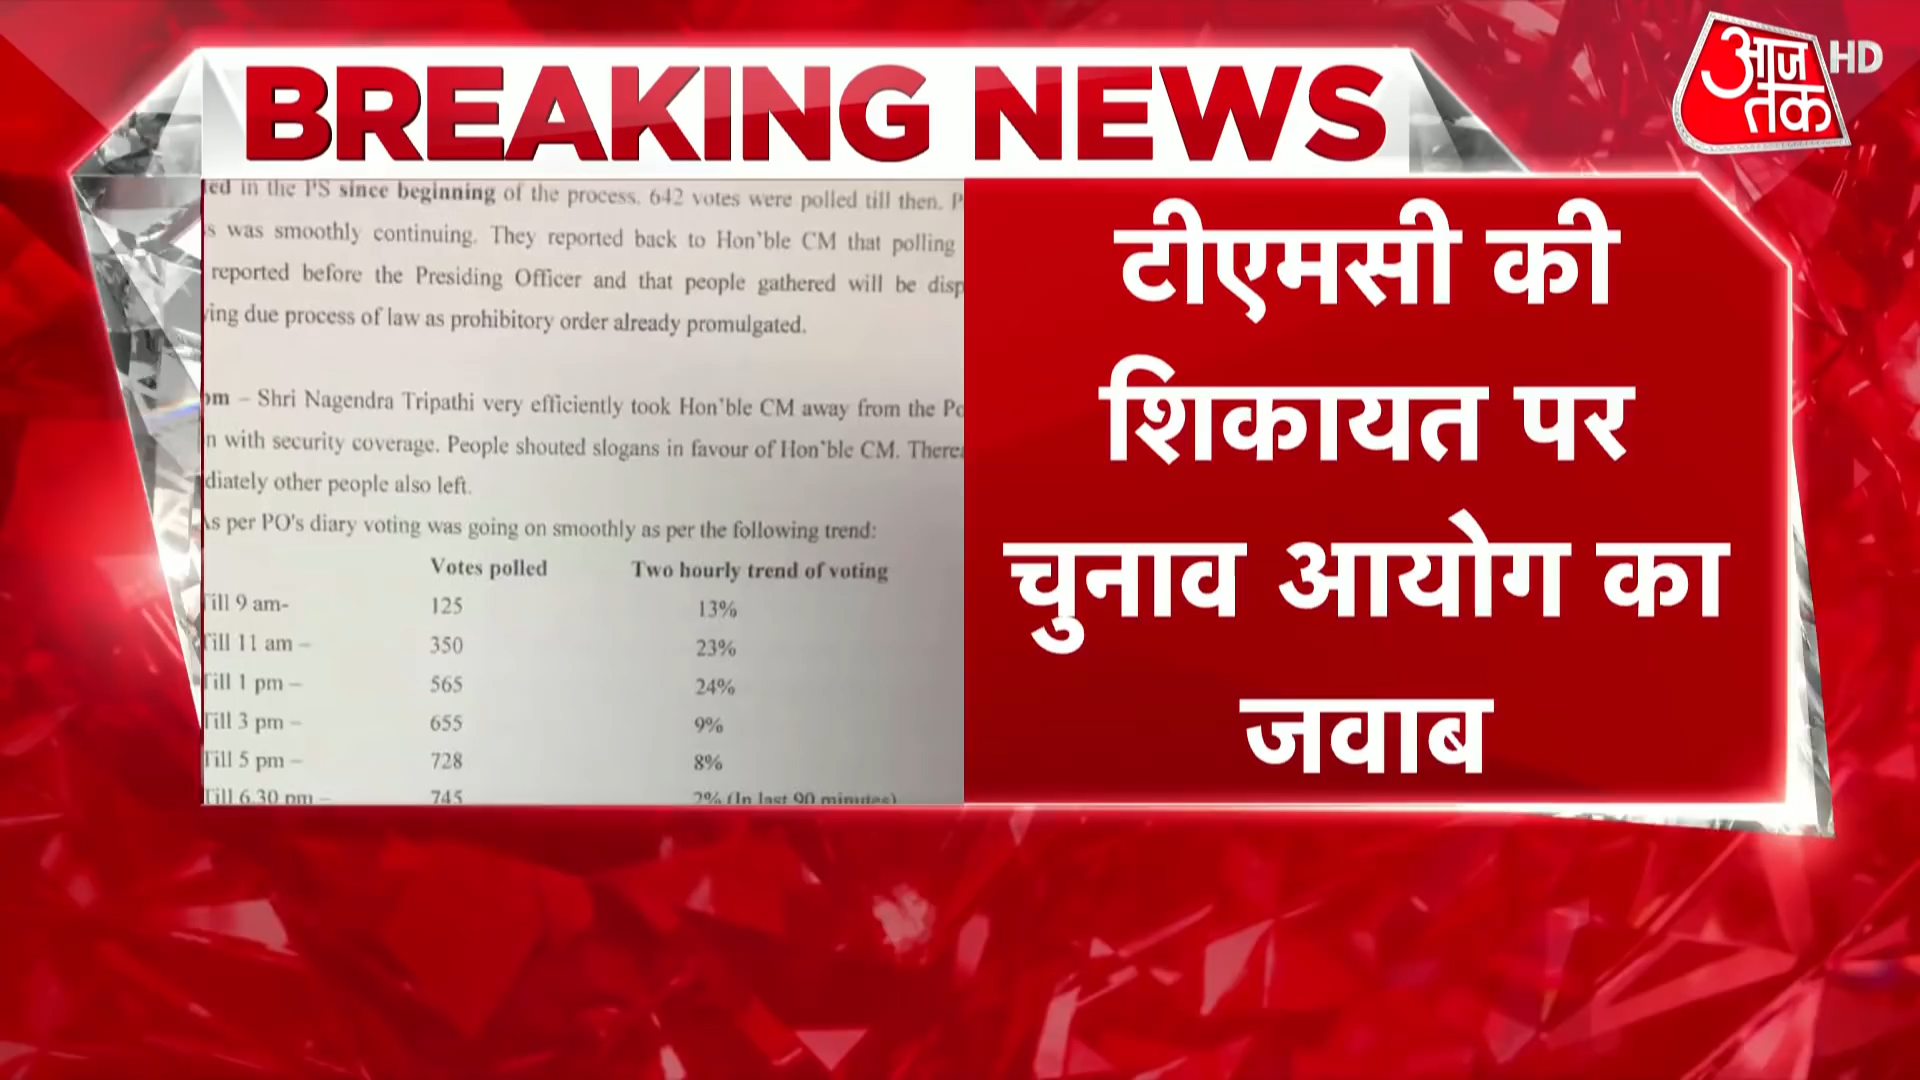 BREAKING NEWS
आज तक HD
ed in the PS since beginning of the process. 642 votes were polled till then.
s was smoothly continuing. They reported back to Hon'ble CM that polling
reported before the Presiding Officer and that people gathered will be disp
ing due process of law as prohibitory order already promulgated.
om – Shri Nagendra Tripathi very efficiently took Hon'ble CM away from the Po
n with security coverage. People shouted slogans in favour of Hon'ble CM. There
diately other people also left.
As per PO's diary voting was going on smoothly as per the following trend:
Votes polled Two hourly trend of voting
Till 9 am- 125 13%
Till 11 am – 350 23%
Till 1 pm – 565 24%
Till 3 pm – 655 9%
Till 5 pm – 728 8%
Till 6.30 pm – 745 2% (In last 90 minutes)
टीएमसी की
शिकायत पर
चुनाव आयोग का
जवाब